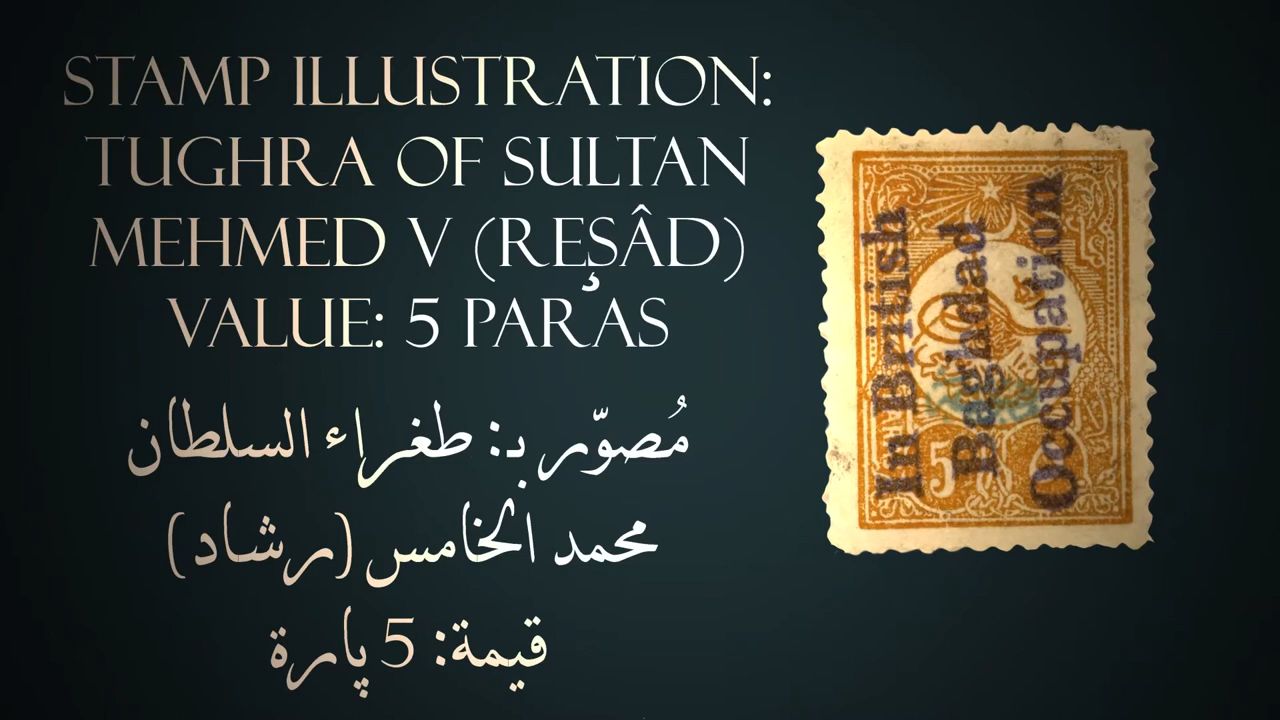 STAMP ILLUSTRATION:
TUGHRA OF SULTAN
MEHMED V (REŞÂD)
VALUE: 5 PARAS
مُصوّر بـ: طغراء السلطان
محمد الخامس (رشاد)
قيمة: 5 پارة
In British
Baghdad
Occupation
5